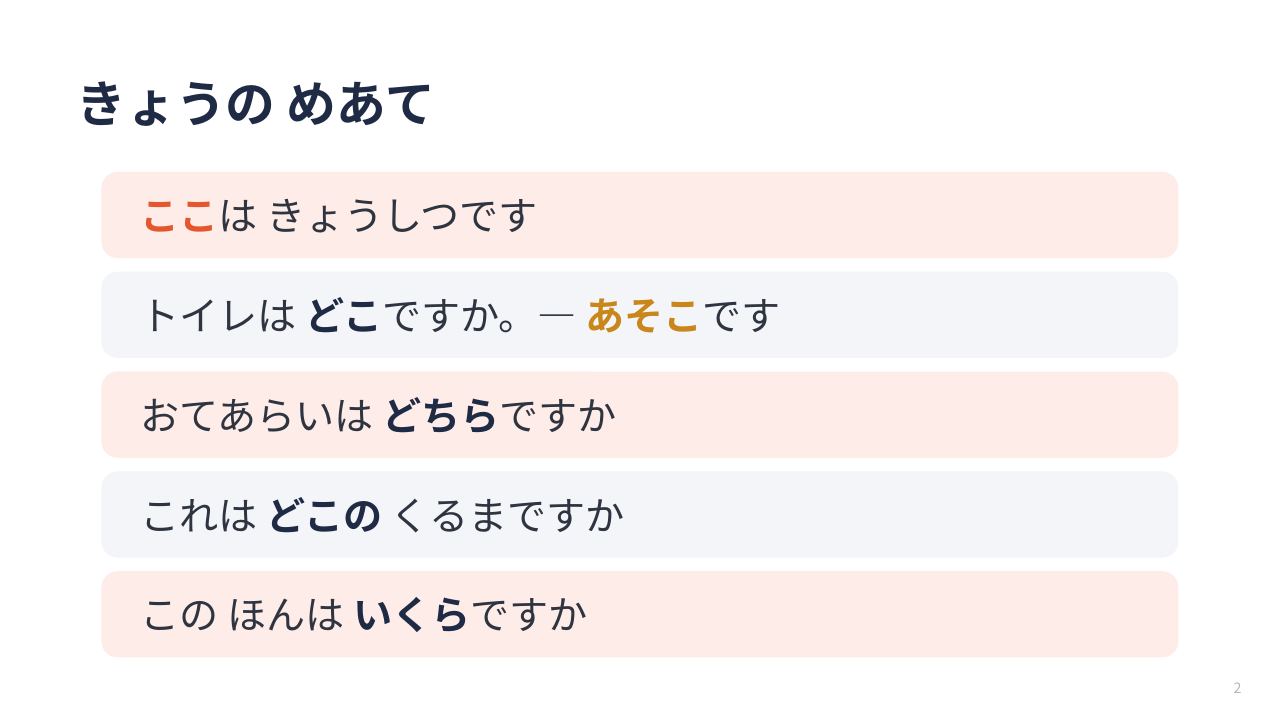 きょうの めあて
ここは きょうしつです
トイレは どこですか。— あそこです
おてあらいは どちらですか
これは どこの くるまですか
この ほんは いくらですか
2